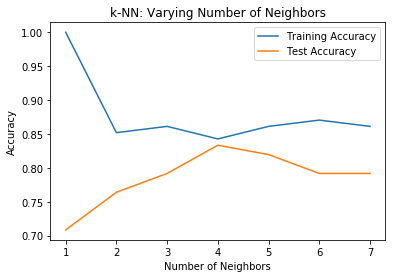 k-NN: Varying Number of Neighbors
Training Accuracy
Test Accuracy
Accuracy
1.00
0.95
0.90
0.85
0.80
0.75
0.70
1 2 3 4 5 6 7
Number of Neighbors